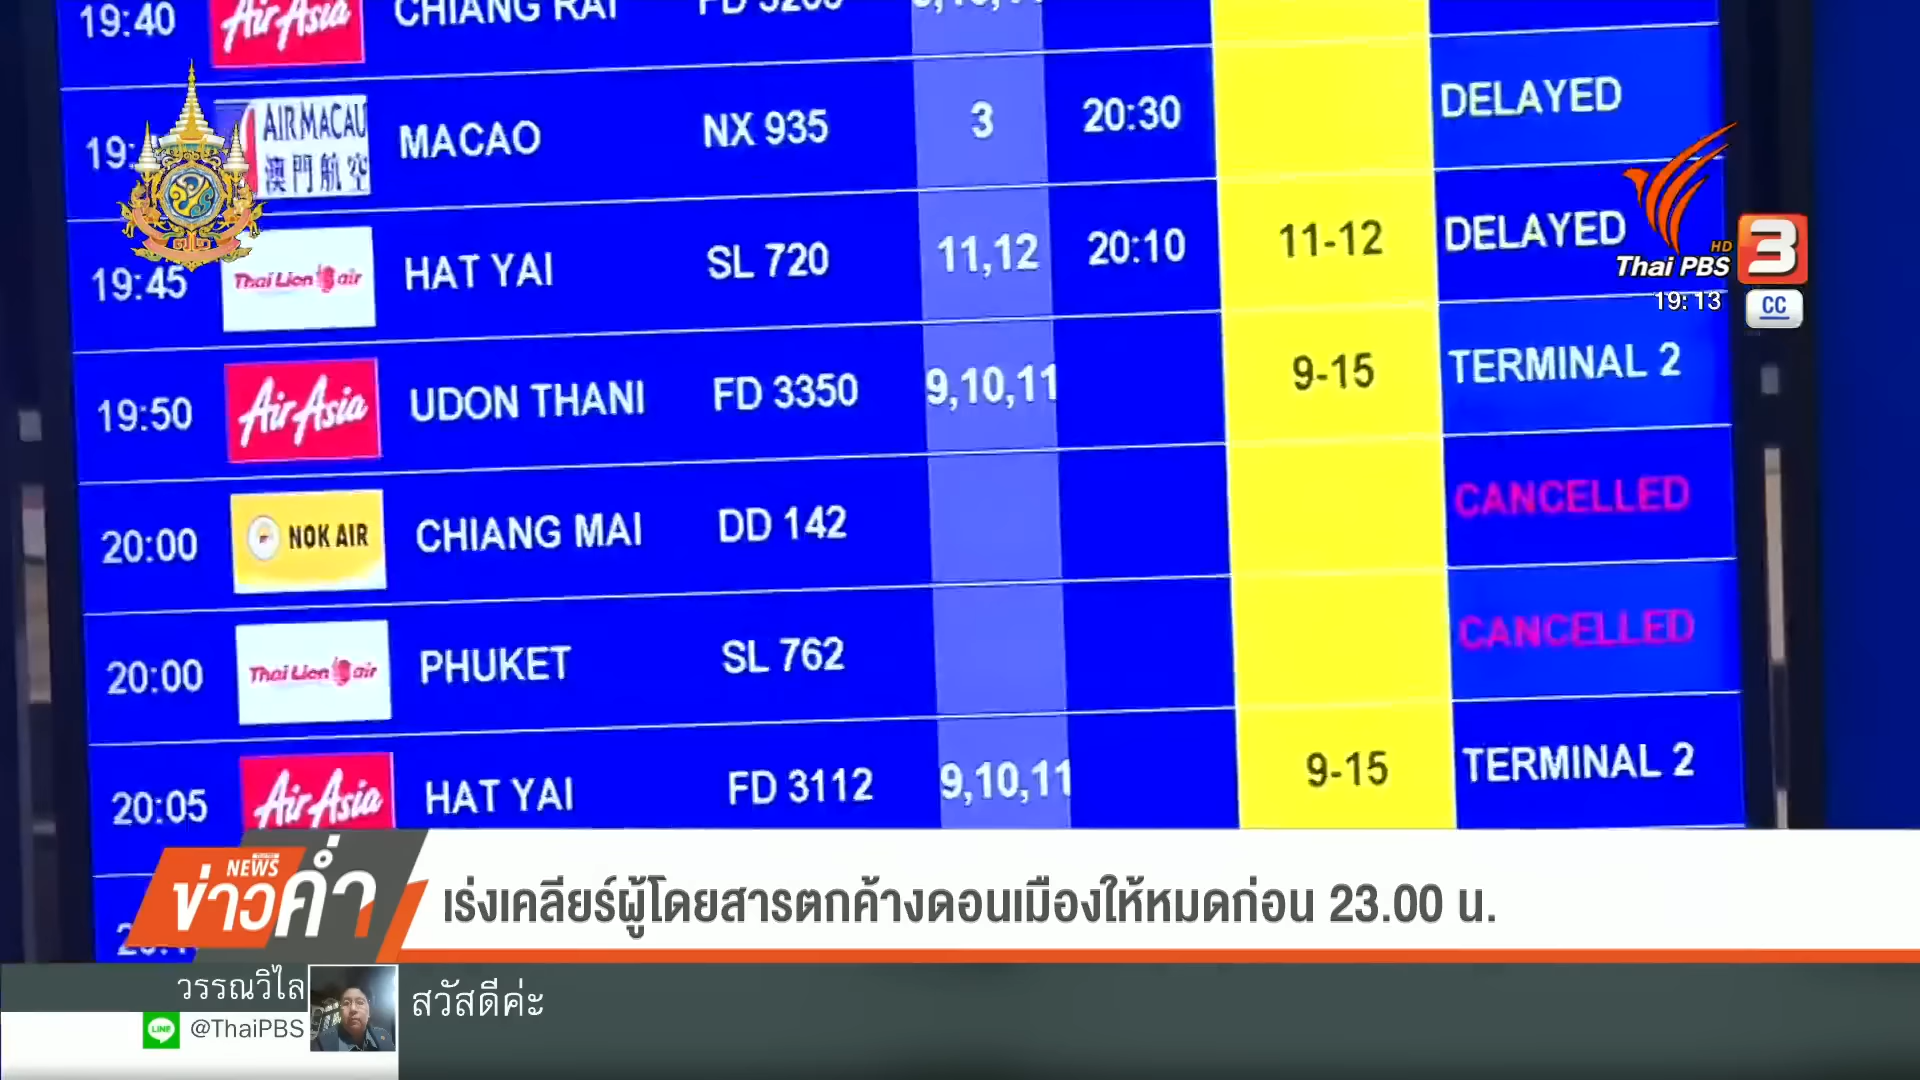 19:40 AirAsia CHIANG RAI
19: AIR MACAU 澳門航空 MACAO NX 935 3 20:30 DELAYED
19:45 Thai Lion air HAT YAI SL 720 11,12 20:10 11-12 DELAYED
HD
Thai PBS 3
19:13 CC
19:50 AirAsia UDON THANI FD 3350 9,10,11 9-15 TERMINAL 2
20:00 NOK AIR CHIANG MAI DD 142 CANCELLED
20:00 Thai Lion air PHUKET SL 762 CANCELLED
20:05 AirAsia HAT YAI FD 3112 9,10,11 9-15 TERMINAL 2
NEWS
ข่าวค่ำ
เร่งเคลียร์ผู้โดยสารตกค้างดอนเมืองให้หมดก่อน 23.00 น.
วรรณวิไล
สวัสดีค่ะ
LINE @ThaiPBS